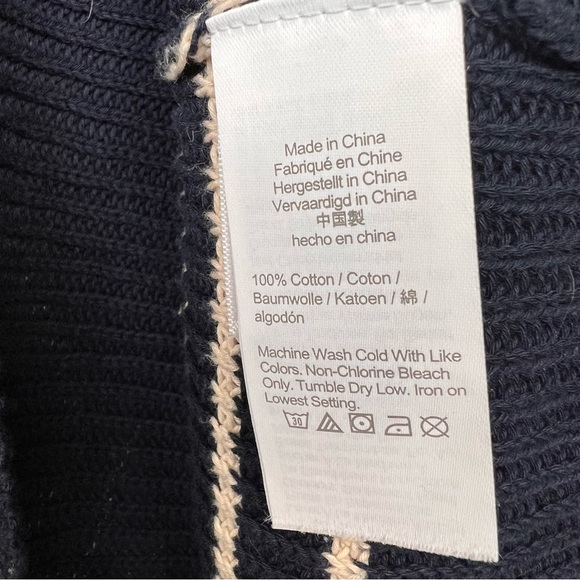 Made in China
Fabriqué en Chine
Hergestellt in China
Vervaardigd in China
中国製
hecho en china
100% Cotton / Coton /
Baumwolle / Katoen / 綿 /
algodón
Machine Wash Cold With Like
Colors. Non-Chlorine Bleach
Only. Tumble Dry Low. Iron on
Lowest Setting.
30